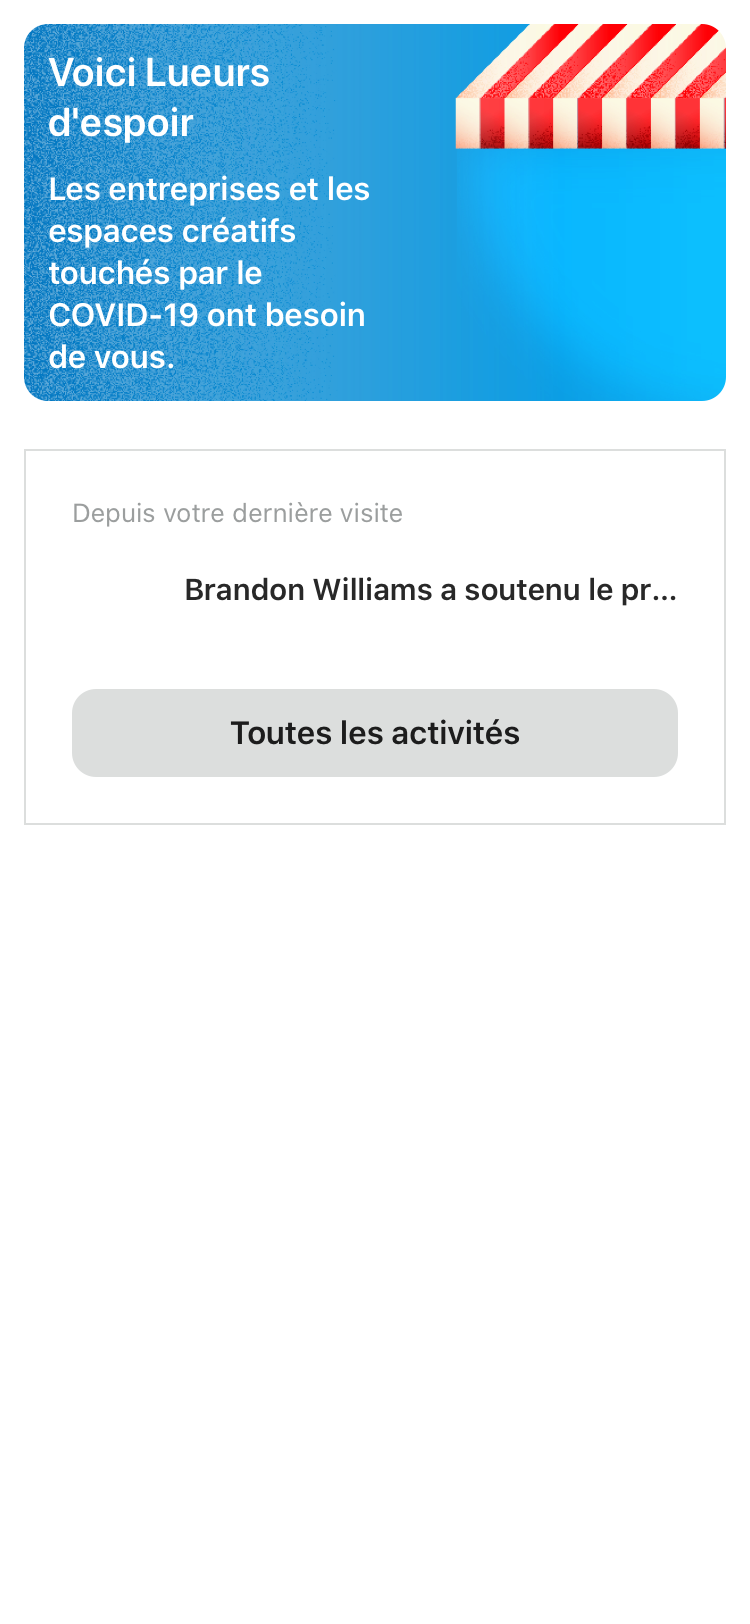 Voici Lueurs
d'espoir
Les entreprises et les
espaces créatifs
touchés par le
COVID-19 ont besoin
de vous.
Depuis votre dernière visite
Brandon Williams a soutenu le pr...
Toutes les activités